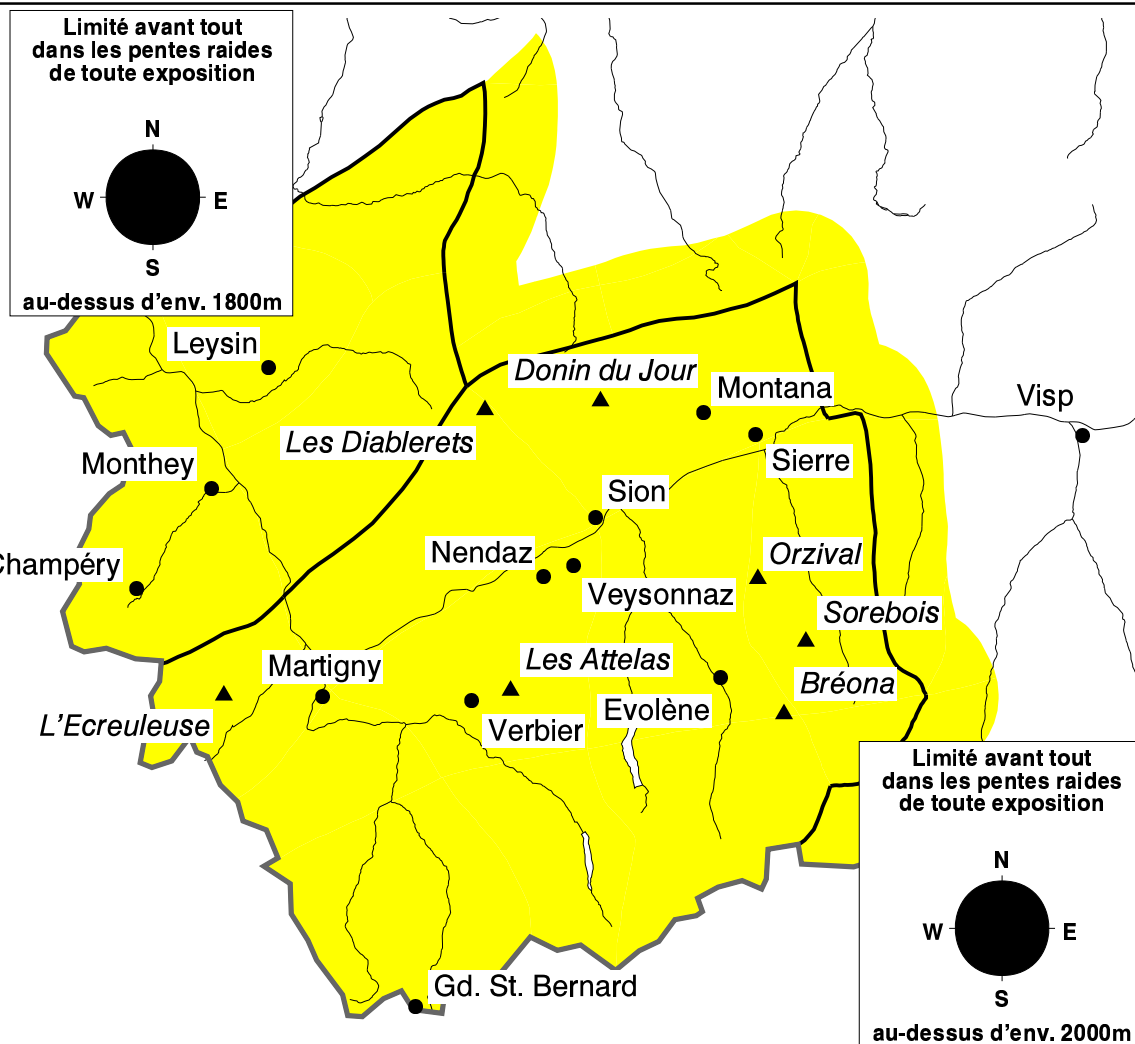 Limité avant tout
dans les pentes raides
de toute exposition
N
W
E
S
au-dessus d'env. 1800m
Leysin
Donin du Jour
Montana
Visp
Les Diablerets
Monthey
Sierre
Sion
Champéry
Nendaz
Orzival
Veysonnaz
Sorebois
Martigny
Les Attelas
Bréona
L'Ecreuleuse
Verbier
Evolène
Limité avant tout
dans les pentes raides
de toute exposition
N
W
E
S
au-dessus d'env. 2000m
Gd. St. Bernard